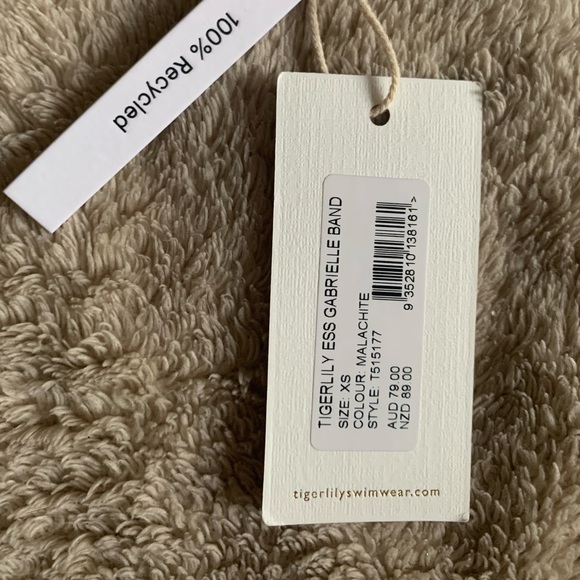 100% Recycled
TIGERLILY ESS GABRIELLE BAND
SIZE: XS
COLOUR: MALACHITE
STYLE: T515177
AUD 79.00
NZD 89.00
9 352810 138161 >
tigerlilyswimwear.com